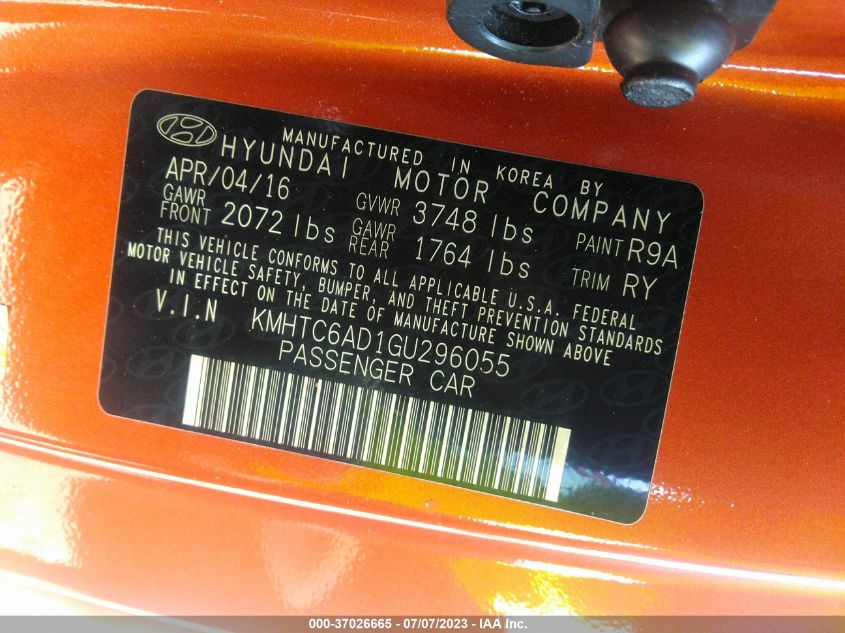 MANUFACTURED IN KOREA BY
HYUNDAI MOTOR COMPANY
APR/04/16 GVWR 3748 lbs PAINT R9A
GAWR FRONT 2072 lbs GAWR REAR 1764 lbs TRIM RY
THIS VEHICLE CONFORMS TO ALL APPLICABLE U.S.A. FEDERAL
MOTOR VEHICLE SAFETY, BUMPER, AND THEFT PREVENTION STANDARDS
IN EFFECT ON THE DATE OF MANUFACTURE SHOWN ABOVE
V.I.N KMHTC6AD1GU296055
PASSENGER CAR
000-37026665 - 07/07/2023 - IAA Inc.